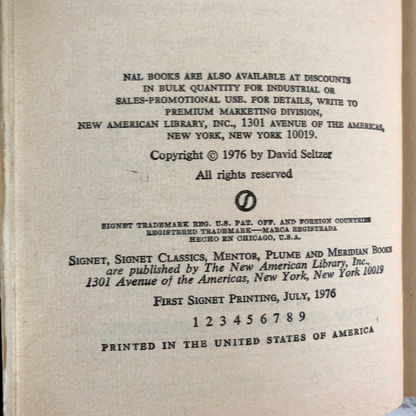 NAL BOOKS ARE ALSO AVAILABLE AT DISCOUNTS
IN BULK QUANTITY FOR INDUSTRIAL OR
SALES-PROMOTIONAL USE. FOR DETAILS, WRITE TO
PREMIUM MARKETING DIVISION,
NEW AMERICAN LIBRARY, INC., 1301 AVENUE OF THE AMERICAS,
NEW YORK, NEW YORK 10019.
Copyright © 1976 by David Seltzer
All rights reserved
SIGNET TRADEMARK REG. U.S. PAT. OFF. AND FOREIGN COUNTRIES
REGISTERED TRADEMARK—MARCA REGISTRADA
HECHO EN CHICAGO, U.S.A.
SIGNET, SIGNET CLASSICS, MENTOR, PLUME AND MERIDIAN BOOKS
are published by The New American Library, Inc.,
1301 Avenue of the Americas, New York, New York 10019
FIRST SIGNET PRINTING, JULY, 1976
1 2 3 4 5 6 7 8 9
PRINTED IN THE UNITED STATES OF AMERICA